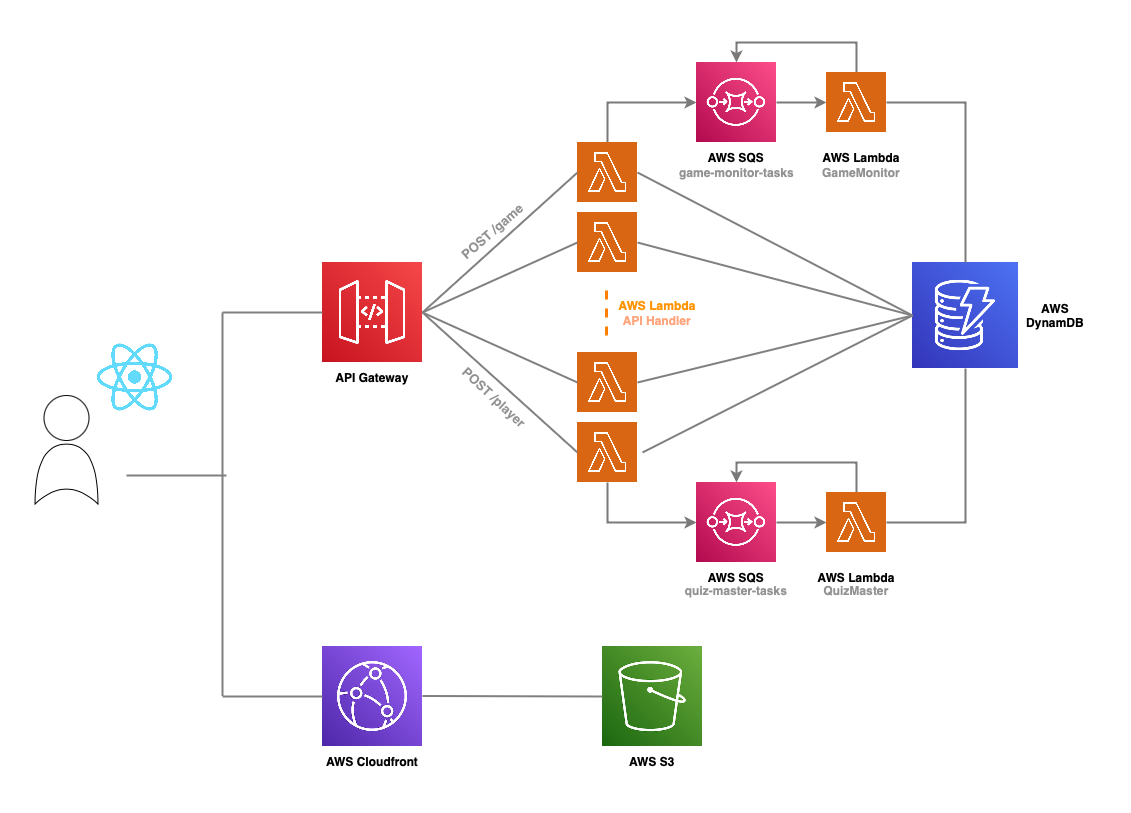 AWS SQS
game-monitor-tasks
AWS Lambda
GameMonitor
POST /game
</>
API Gateway
AWS Lambda
API Handler
AWS
DynamDB
POST /player
AWS SQS
quiz-master-tasks
AWS Lambda
QuizMaster
AWS Cloudfront
AWS S3